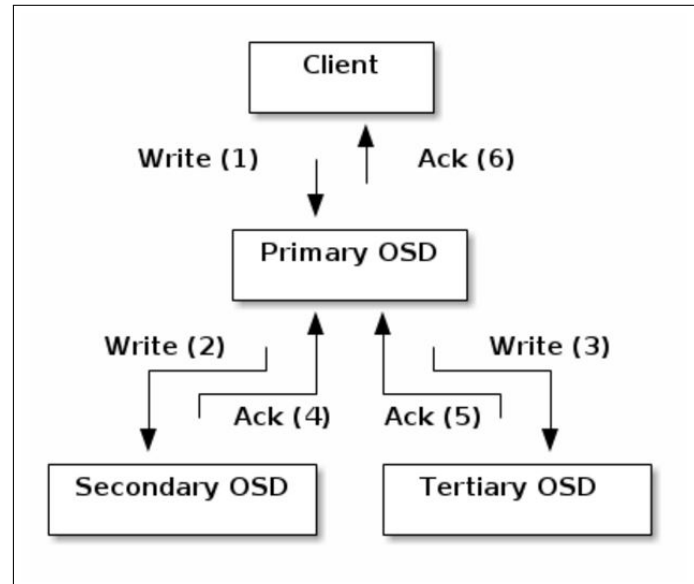 Client
Write (1)
Ack (6)
Primary OSD
Write (2)
Write (3)
Ack (4)
Ack (5)
Secondary OSD
Tertiary OSD